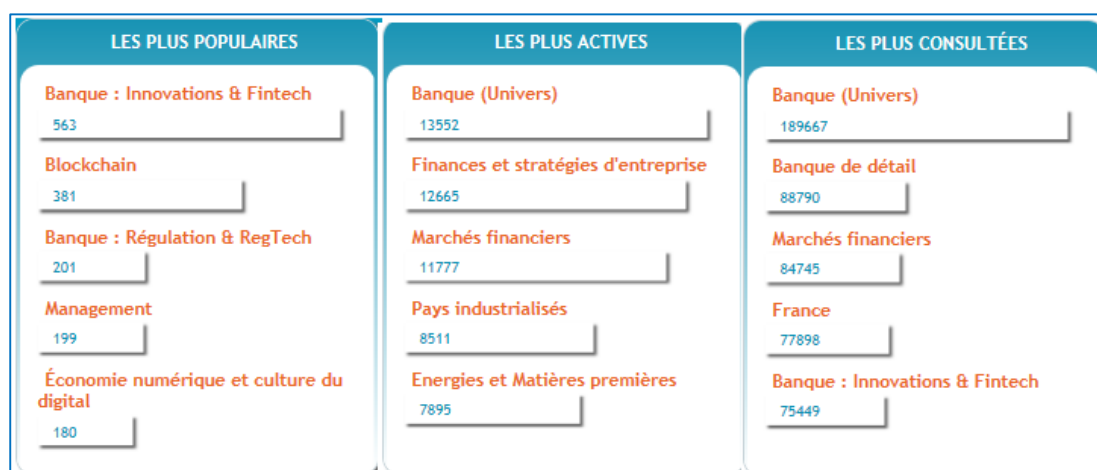 LES PLUS POPULAIRES
Banque : Innovations & Fintech
563
Blockchain
381
Banque : Régulation & RegTech
201
Management
199
Économie numérique et culture du
digital
180
LES PLUS ACTIVES
Banque (Univers)
13552
Finances et stratégies d'entreprise
12665
Marchés financiers
11777
Pays industrialisés
8511
Energies et Matières premières
7895
LES PLUS CONSULTÉES
Banque (Univers)
189667
Banque de détail
88790
Marchés financiers
84745
France
77898
Banque : Innovations & Fintech
75449